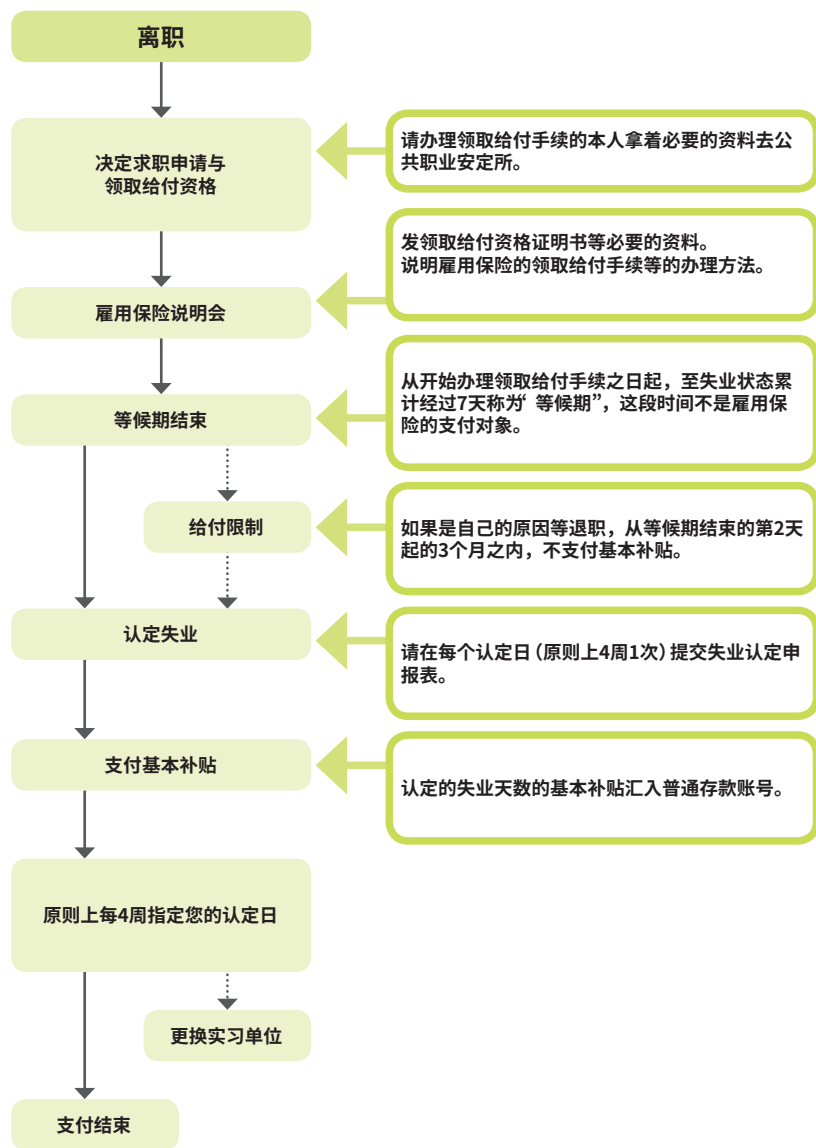 离职
决定求职申请与
领取给付资格
请办理领取给付手续的本人拿着必要的资料去公
共职业安定所。
雇用保险说明会
发领取给付资格证明书等必要的资料。
说明雇用保险的领取给付手续等的办理方法。
等候期结束
从开始办理领取给付手续之日起，至失业状态累
计经过7天称为“等候期”，这段时间不是雇用保
险的支付对象。
给付限制
如果是自己的原因等退职，从等候期结束的第2天
起的3个月之内，不支付基本补贴。
认定失业
请在每个认定日（原则上4周1次）提交失业认定申
报表。
支付基本补贴
认定的失业天数的基本补贴汇入普通存款账号。
原则上每4周指定您的认定日
更换实习单位
支付结束